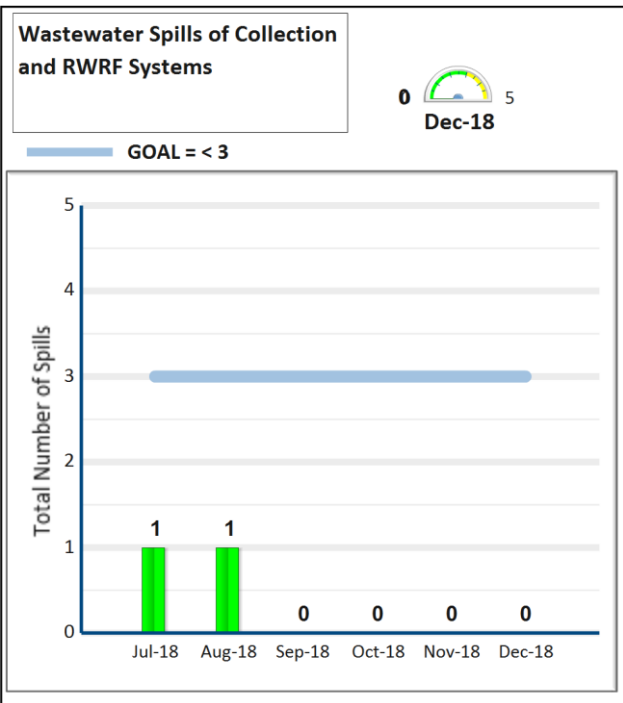 Wastewater Spills of Collection
and RWRF Systems
0 5
Dec-18
GOAL = < 3
Total Number of Spills
5
4
3
2
1
0
1 1 0 0 0 0
Jul-18 Aug-18 Sep-18 Oct-18 Nov-18 Dec-18